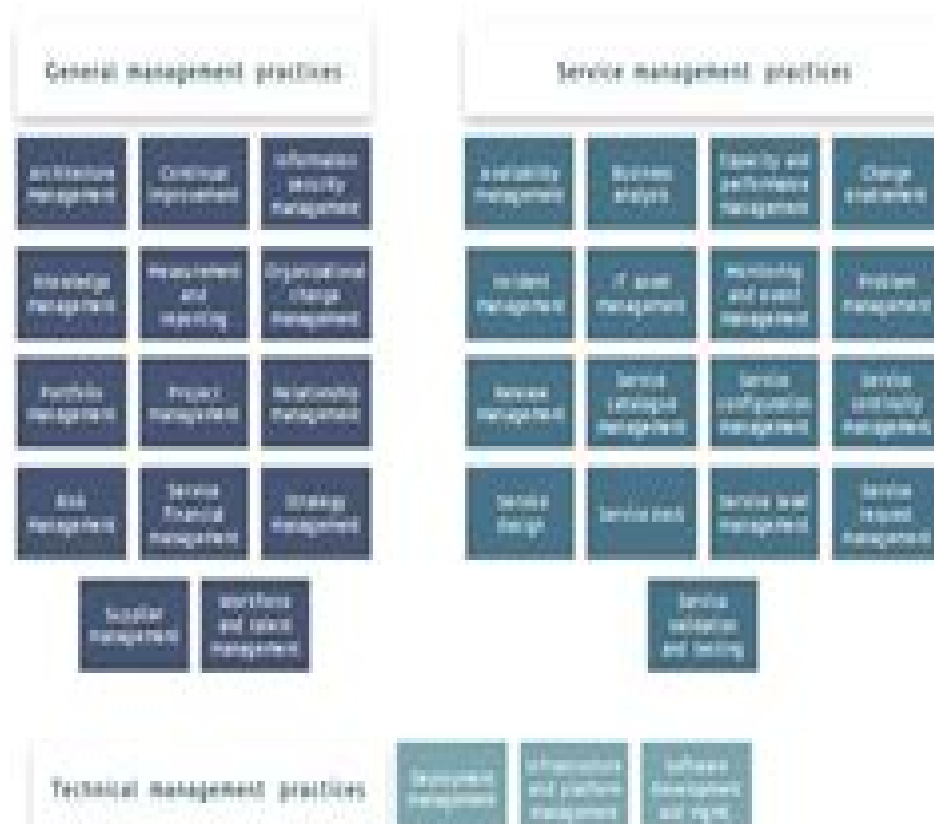 General management practices
Service management practices
Architecture
management
Continual
improvement
Information
security
management
Availability
management
Business
analysis
Capacity and
performance
management
Change
enablement
Knowledge
management
Measurement
and
reporting
Organizational
change
management
Incident
management
IT asset
management
Monitoring
and event
management
Problem
management
Portfolio
management
Project
management
Relationship
management
Release
management
Service
catalogue
management
Service
configuration
management
Service
continuity
management
Risk
management
Service
financial
management
Strategy
management
Service
design
Service desk
Service level
management
Service
request
management
Supplier
management
Workforce
and talent
management
Service
validation
and testing
Technical management practices
Deployment
management
Infrastructure
and platform
management
Software
development